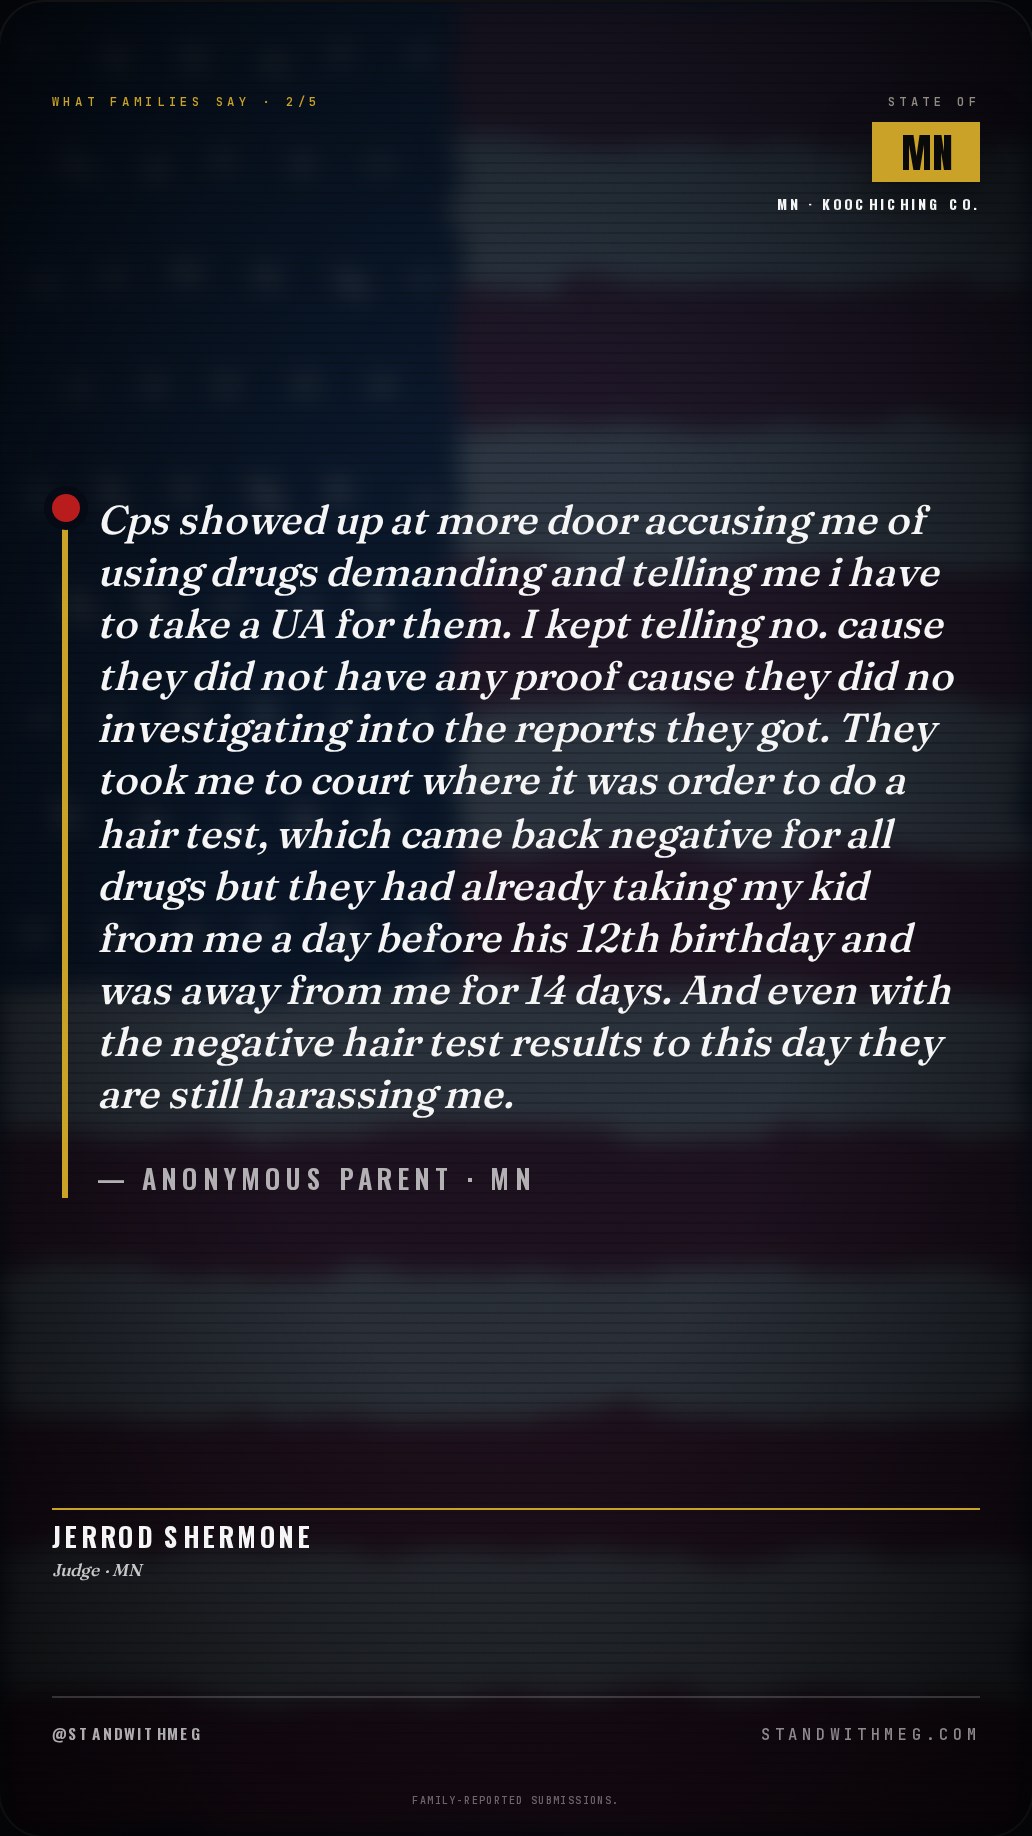 WHAT FAMILIES SAY · 2/5
STATE OF
MN
MN · KOOCHICHING CO.
Cps showed up at more door accusing me of
using drugs demanding and telling me i have
to take a UA for them. I kept telling no. cause
they did not have any proof cause they did no
investigating into the reports they got. They
took me to court where it was order to do a
hair test, which came back negative for all
drugs but they had already taking my kid
from me a day before his 12th birthday and
was away from me for 14 days. And even with
the negative hair test results to this day they
are still harassing me.
— ANONYMOUS PARENT · MN
JERROD SHERMONE
Judge · MN
@STANDWITHMEG
STANDWITHMEG.COM
FAMILY-REPORTED SUBMISSIONS.